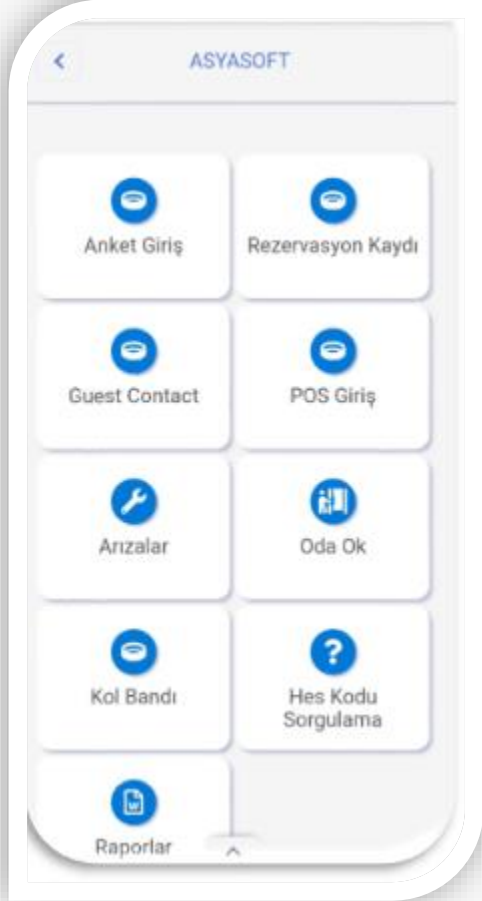 ASYASOFT
Anket Giriş
Rezervasyon Kaydı
Guest Contact
POS Giriş
Arızalar
Oda Ok
Kol Bandı
Hes Kodu
Sorgulama
Raporlar